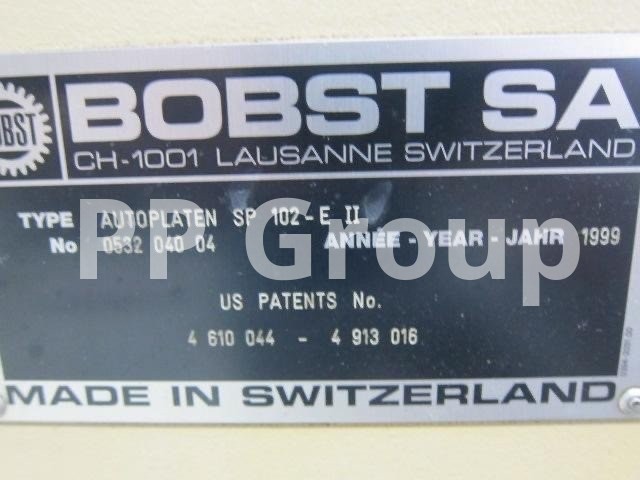 BOBST SA
BOBST
CH-1001 LAUSANNE SWITZERLAND
TYPE AUTOPLATEN SP 102-E II
No 0532 040 04 ANNÉE - YEAR - JAHR 1999
PP Group
US PATENTS No.
4 610 044 - 4 913 016
MADE IN SWITZERLAND